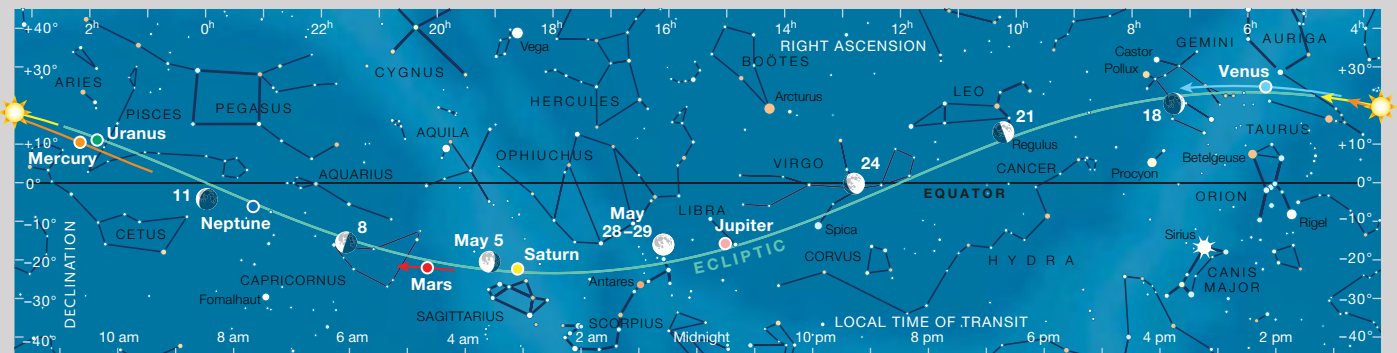 +40° 2ʰ 0ʰ 22ʰ 20ʰ 18ʰ 16ʰ 14ʰ 12ʰ 10ʰ 8ʰ 6ʰ 4ʰ
RIGHT ASCENSION
+30° +30°
+10° +10°
0° 0°
−10° −10°
−20° −20°
−30° −30°
−40° −40°
DECLINATION
ARIES
PISCES
PEGASUS
Uranus
Mercury
11
Neptune
CETUS
AQUARIUS
8
CAPRICORNUS
Fomalhaut
CYGNUS
Vega
AQUILA
Mars
May 5
Saturn
SAGITTARIUS
HERCULES
OPHIUCHUS
May
28–29
Antares
SCORPIUS
LIBRA
Jupiter
ECLIPTIC
BOÖTES
Arcturus
VIRGO
24
Spica
CORVUS
EQUATOR
LEO
21
Regulus
CANCER
HYDRA
Castor
Pollux
GEMINI
AURIGA
Venus
18
TAURUS
Procyon
Betelgeuse
ORION
Rigel
Sirius
CANIS
MAJOR
LOCAL TIME OF TRANSIT
10 am 8 am 6 am 4 am 2 am Midnight 10 pm 8 pm 6 pm 4 pm 2 pm